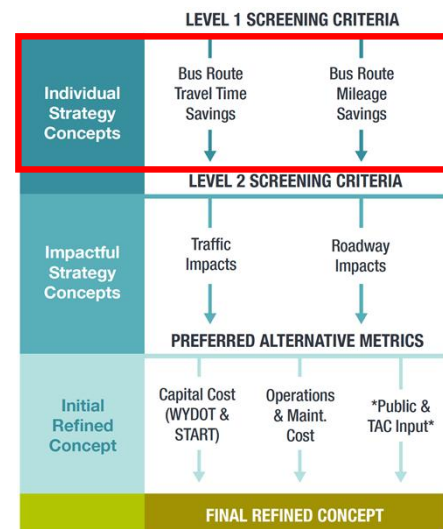 LEVEL 1 SCREENING CRITERIA
Individual
Strategy
Concepts
Bus Route
Travel Time
Savings
Bus Route
Mileage
Savings
LEVEL 2 SCREENING CRITERIA
Impactful
Strategy
Concepts
Traffic
Impacts
Roadway
Impacts
PREFERRED ALTERNATIVE METRICS
Initial
Refined
Concept
Capital Cost
(WYDOT &
START)
Operations
& Maint.
Cost
*Public &
TAC Input*
FINAL REFINED CONCEPT